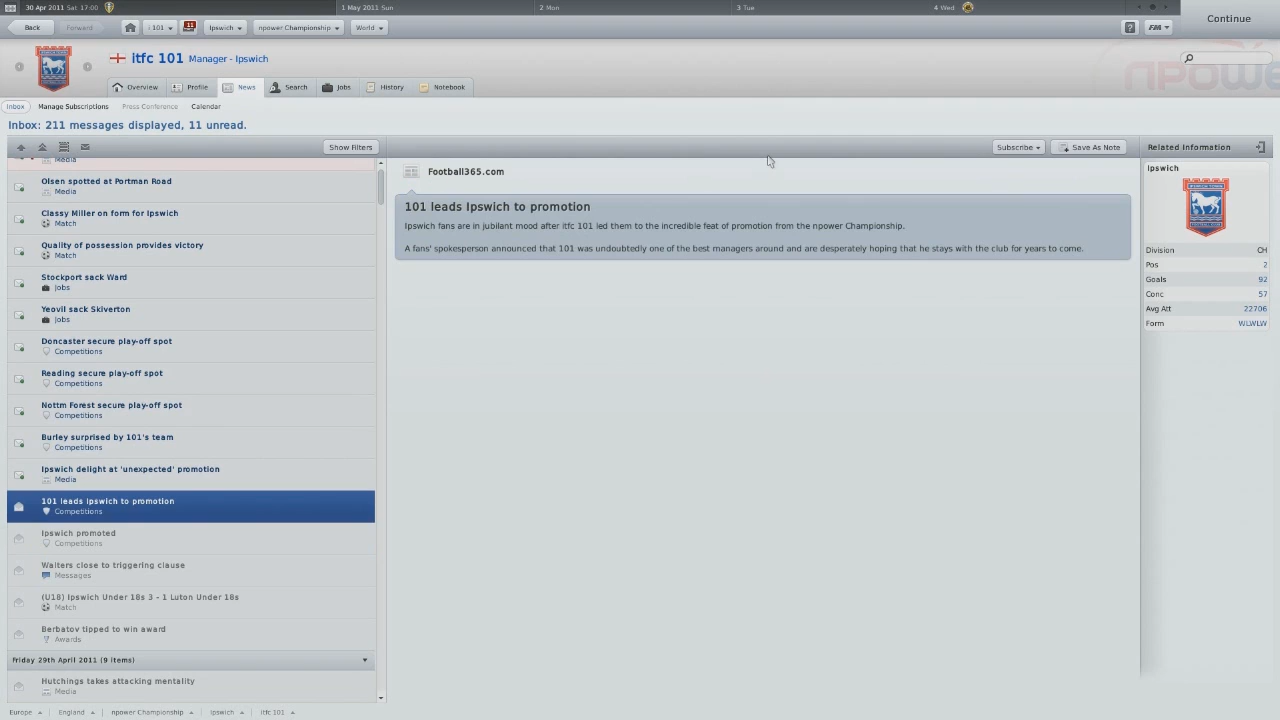 30 Apr 2011 Sat 17:00
1 May 2011 Sun
2 Mon
3 Tue
4 Wed
Back
Forward
i 101
11
Ipswich
npower Championship
World
?
FM
Continue
itfc 101 Manager - Ipswich
npowe
Overview
Profile
News
Search
Jobs
History
Notebook
Inbox
Manage Subscriptions
Press Conference
Calendar
Inbox: 211 messages displayed, 11 unread.
Show Filters
Subscribe
Save As Note
Related Information
Media
Olsen spotted at Portman Road
Media
Classy Miller on form for Ipswich
Match
Quality of possession provides victory
Match
Stockport sack Ward
Jobs
Yeovil sack Skiverton
Jobs
Doncaster secure play-off spot
Competitions
Reading secure play-off spot
Competitions
Nottm Forest secure play-off spot
Competitions
Burley surprised by 101's team
Competitions
Ipswich delight at 'unexpected' promotion
Media
101 leads Ipswich to promotion
Competitions
Ipswich promoted
Competitions
Walters close to triggering clause
Messages
(U18) Ipswich Under 18s 3 - 1 Luton Under 18s
Match
Berbatov tipped to win award
Awards
Friday 29th April 2011 (9 items)
Hutchings takes attacking mentality
Media
Football365.com
101 leads Ipswich to promotion
Ipswich fans are in jubilant mood after itfc 101 led them to the incredible feat of promotion from the npower Championship.
A fans' spokesperson announced that 101 was undoubtedly one of the best managers around and are desperately hoping that he stays with the club for years to come.
Ipswich
Division CH
Pos 2
Goals 92
Conc 57
Avg Att 22706
Form WLWLW
Europe
England
npower Championship
Ipswich
itfc 101